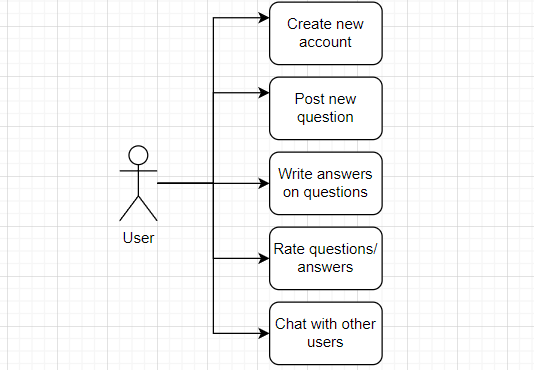 Create new
account
Post new
question
Write answers
on questions
User
Rate questions/
answers
Chat with other
users